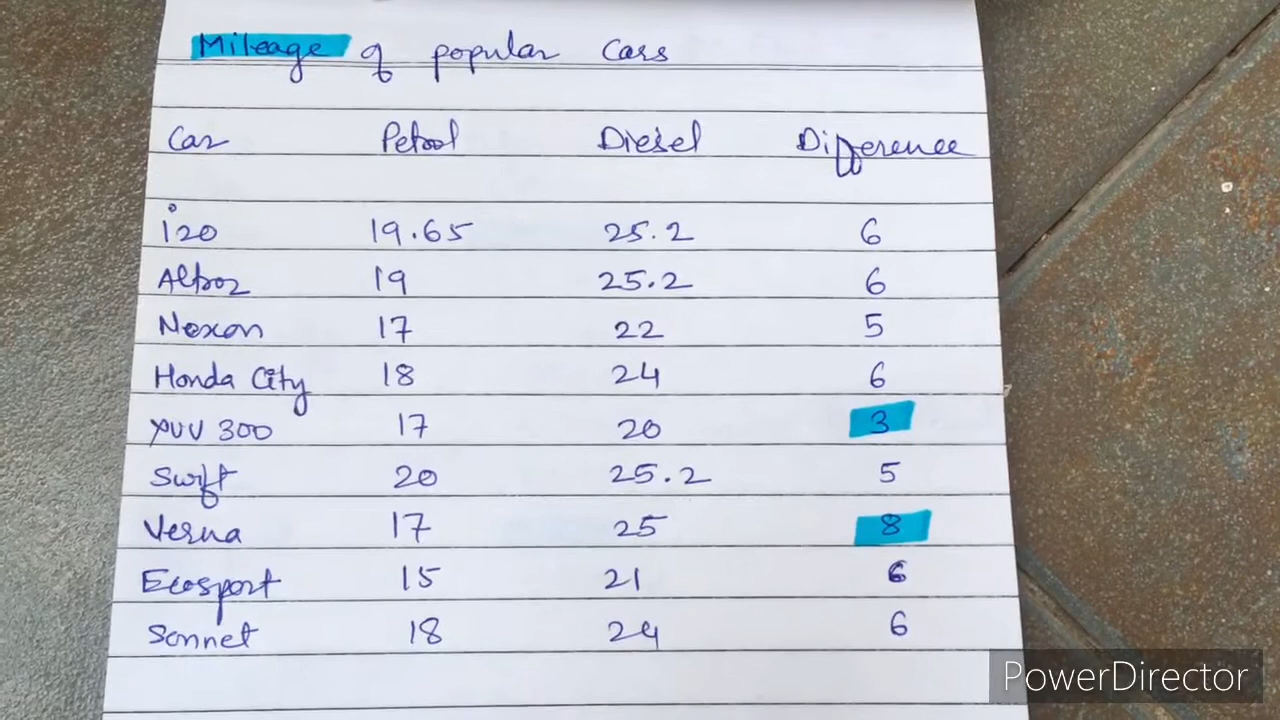 Mileage of popular Cars
Car Petrol Diesel Difference
i20 19.65 25.2 6
Altroz 19 25.2 6
Nexon 17 22 5
Honda City 18 24 6
XUV 300 17 20 3
Swift 20 25.2 5
Verna 17 25 8
Ecosport 15 21 6
Sonnet 18 24 6
PowerDirector